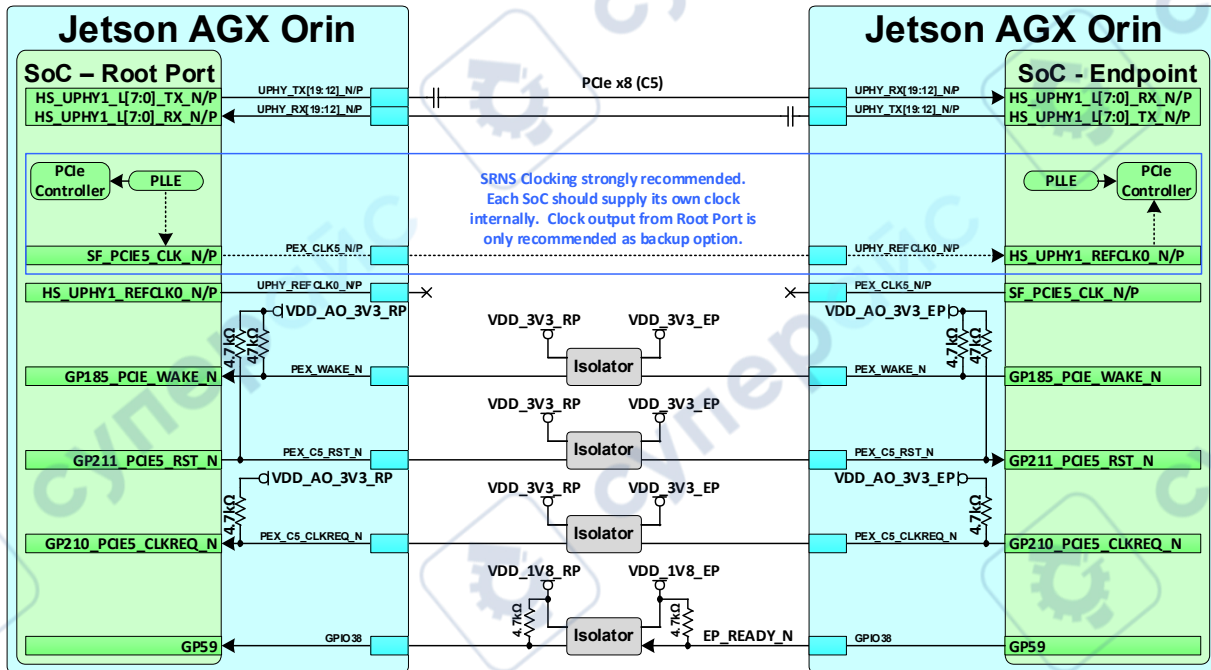 Jetson AGX Orin
Jetson AGX Orin
SoC – Root Port
SoC - Endpoint
HS_UPHY1_L[7:0]_TX_N/P
UPHY_TX[19:12]_N/P
PCIe x8 (C5)
UPHY_RX[19:12]_N/P
HS_UPHY1_L[7:0]_RX_N/P
HS_UPHY1_L[7:0]_RX_N/P
UPHY_RX[19:12]_N/P
UPHY_TX[19:12]_N/P
HS_UPHY1_L[7:0]_TX_N/P
PCIe
Controller
PLLE
SRNS Clocking strongly recommended.
Each SoC should supply its own clock
internally. Clock output from Root Port is
only recommended as backup option.
PLLE
PCIe
Controller
SF_PCIE5_CLK_N/P
PEX_CLK5_N/P
UPHY_REFCLK0_N/P
HS_UPHY1_REFCLK0_N/P
HS_UPHY1_REFCLK0_N/P
UPHY_REFCLK0_N/P
PEX_CLK5_N/P
SF_PCIE5_CLK_N/P
VDD_AO_3V3_RP
4.7kΩ
47kΩ
VDD_3V3_RP
VDD_3V3_EP
VDD_AO_3V3_EP
4.7kΩ
47kΩ
GP185_PCIE_WAKE_N
PEX_WAKE_N
Isolator
PEX_WAKE_N
GP185_PCIE_WAKE_N
VDD_3V3_RP
VDD_3V3_EP
GP211_PCIE5_RST_N
PEX_C5_RST_N
Isolator
PEX_C5_RST_N
GP211_PCIE5_RST_N
VDD_AO_3V3_RP
4.7kΩ
VDD_3V3_RP
VDD_3V3_EP
VDD_AO_3V3_EP
4.7kΩ
GP210_PCIE5_CLKREQ_N
PEX_C5_CLKREQ_N
Isolator
PEX_C5_CLKREQ_N
GP210_PCIE5_CLKREQ_N
VDD_1V8_RP
VDD_1V8_EP
4.7kΩ
4.7kΩ
GP59
GPIO38
Isolator
EP_READY_N
GPIO38
GP59
супер
супер
супер
айс